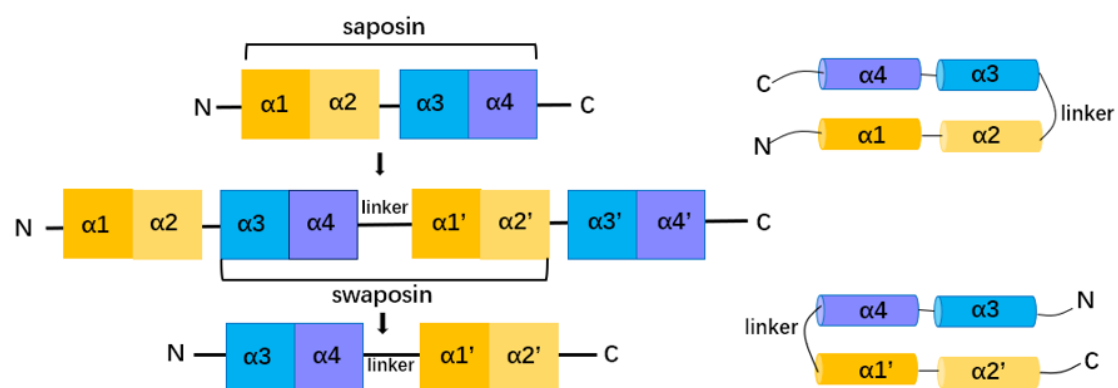 saposin
N α1 α2 α3 α4 C
N α1 α2 α3 α4 linker α1’ α2’ α3’ α4’ C
swaposin
N α3 α4 linker α1’ α2’ C
C α4 α3
linker
N α1 α2
α4 α3 N
linker
α1’ α2’ C